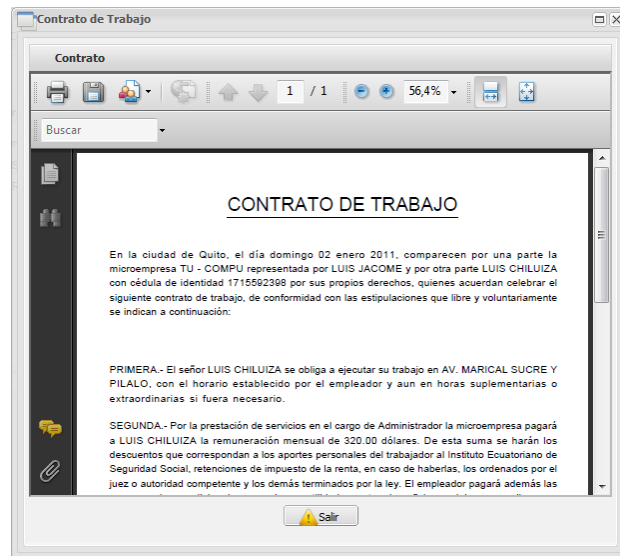 Contrato de Trabajo
Contrato
1 / 1
56,4%
Buscar
CONTRATO DE TRABAJO
En la ciudad de Quito, el día domingo 02 enero 2011, comparecen por una parte la
microempresa TU - COMPU representada por LUIS JACOME y por otra parte LUIS CHILUIZA
con cédula de identidad 1715592398 por sus propios derechos, quienes acuerdan celebrar el
siguiente contrato de trabajo, de conformidad con las estipulaciones que libre y voluntariamente
se indican a continuación:
PRIMERA.- El señor LUIS CHILUIZA se obliga a ejecutar su trabajo en AV. MARICAL SUCRE Y
PILALO, con el horario establecido por el empleador y aun en horas suplementarias o
extraordinarias si fuera necesario.
SEGUNDA.- Por la prestación de servicios en el cargo de Administrador la microempresa pagará
a LUIS CHILUIZA la remuneración mensual de 320.00 dólares. De esta suma se harán los
descuentos que correspondan a los aportes personales del trabajador al Instituto Ecuatoriano de
Seguridad Social, retenciones de impuesto de la renta, en caso de haberlas, los ordenados por el
juez o autoridad competente y los demás terminados por la ley. El empleador pagará además las
Salir